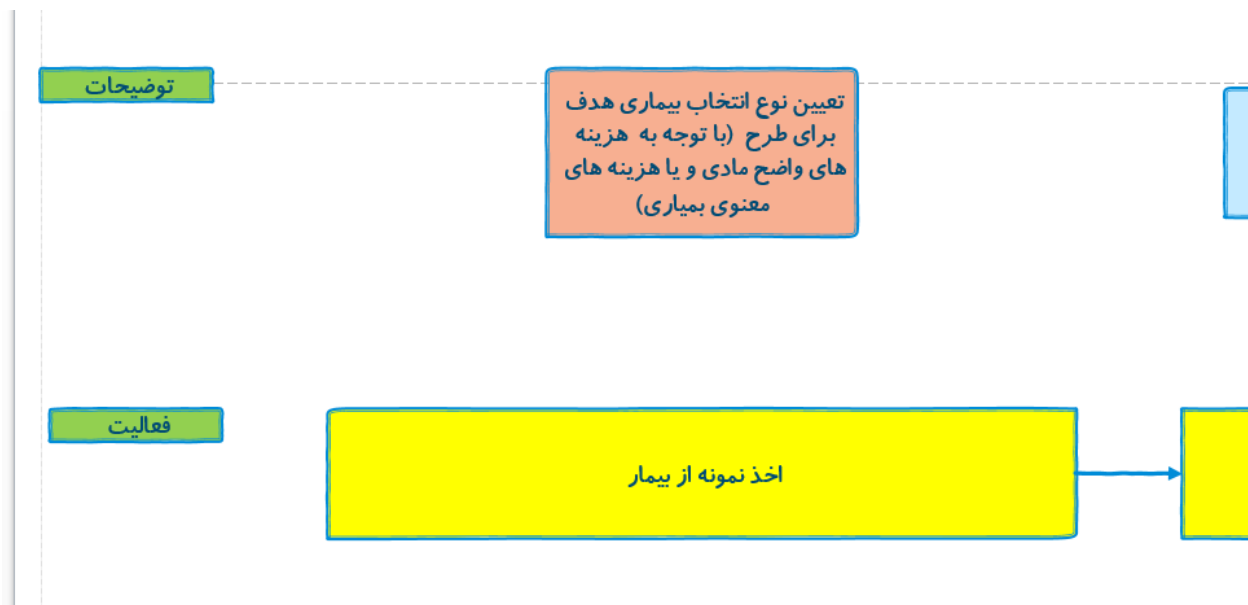 توضیحات
تعیین نوع انتخاب بیماری هدف
برای طرح (با توجه به هزینه
های واضح مادی و یا هزینه های
معنوی بمیاری)
فعالیت
اخذ نمونه از بیمار